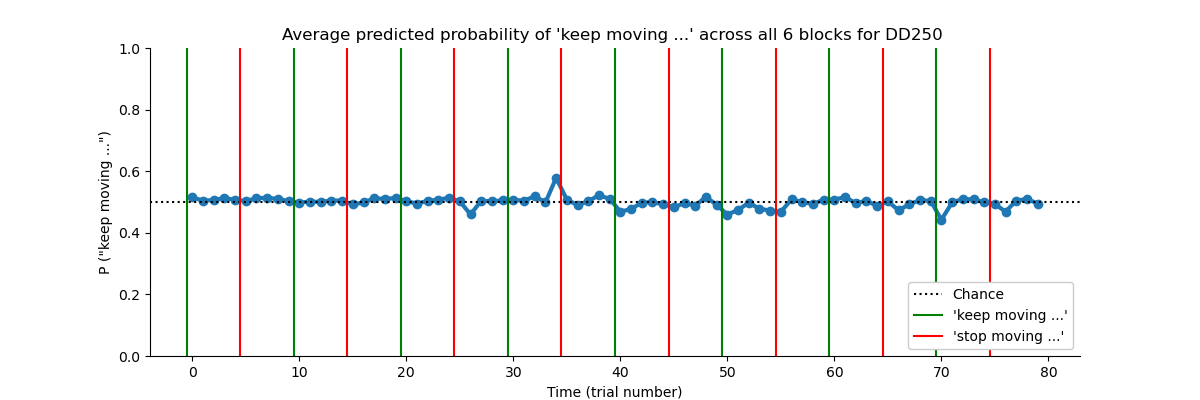 Average predicted probability of 'keep moving ...' across all 6 blocks for DD250
P ("keep moving ...")
1.0
0.8
0.6
0.4
0.2
0.0
0 10 20 30 40 50 60 70 80
Time (trial number)
Chance
'keep moving ...'
'stop moving ...'